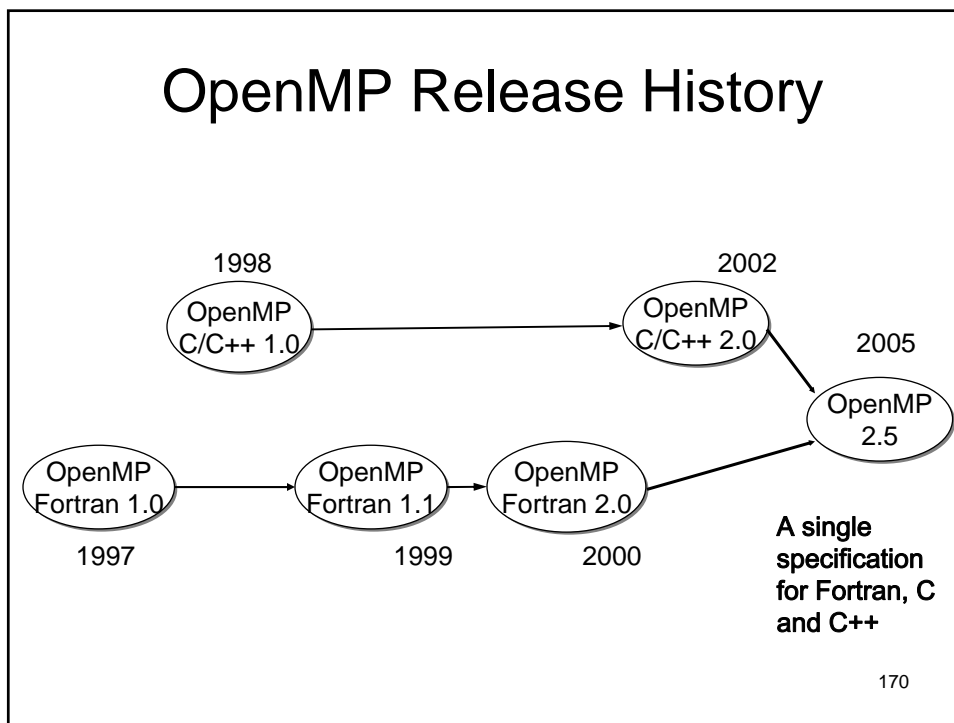 OpenMP Release History
1998
OpenMP
C/C++ 1.0
2002
OpenMP
C/C++ 2.0
2005
OpenMP
2.5
OpenMP
Fortran 1.0
1997
OpenMP
Fortran 1.1
1999
OpenMP
Fortran 2.0
2000
A single
specification
for Fortran, C
and C++
170